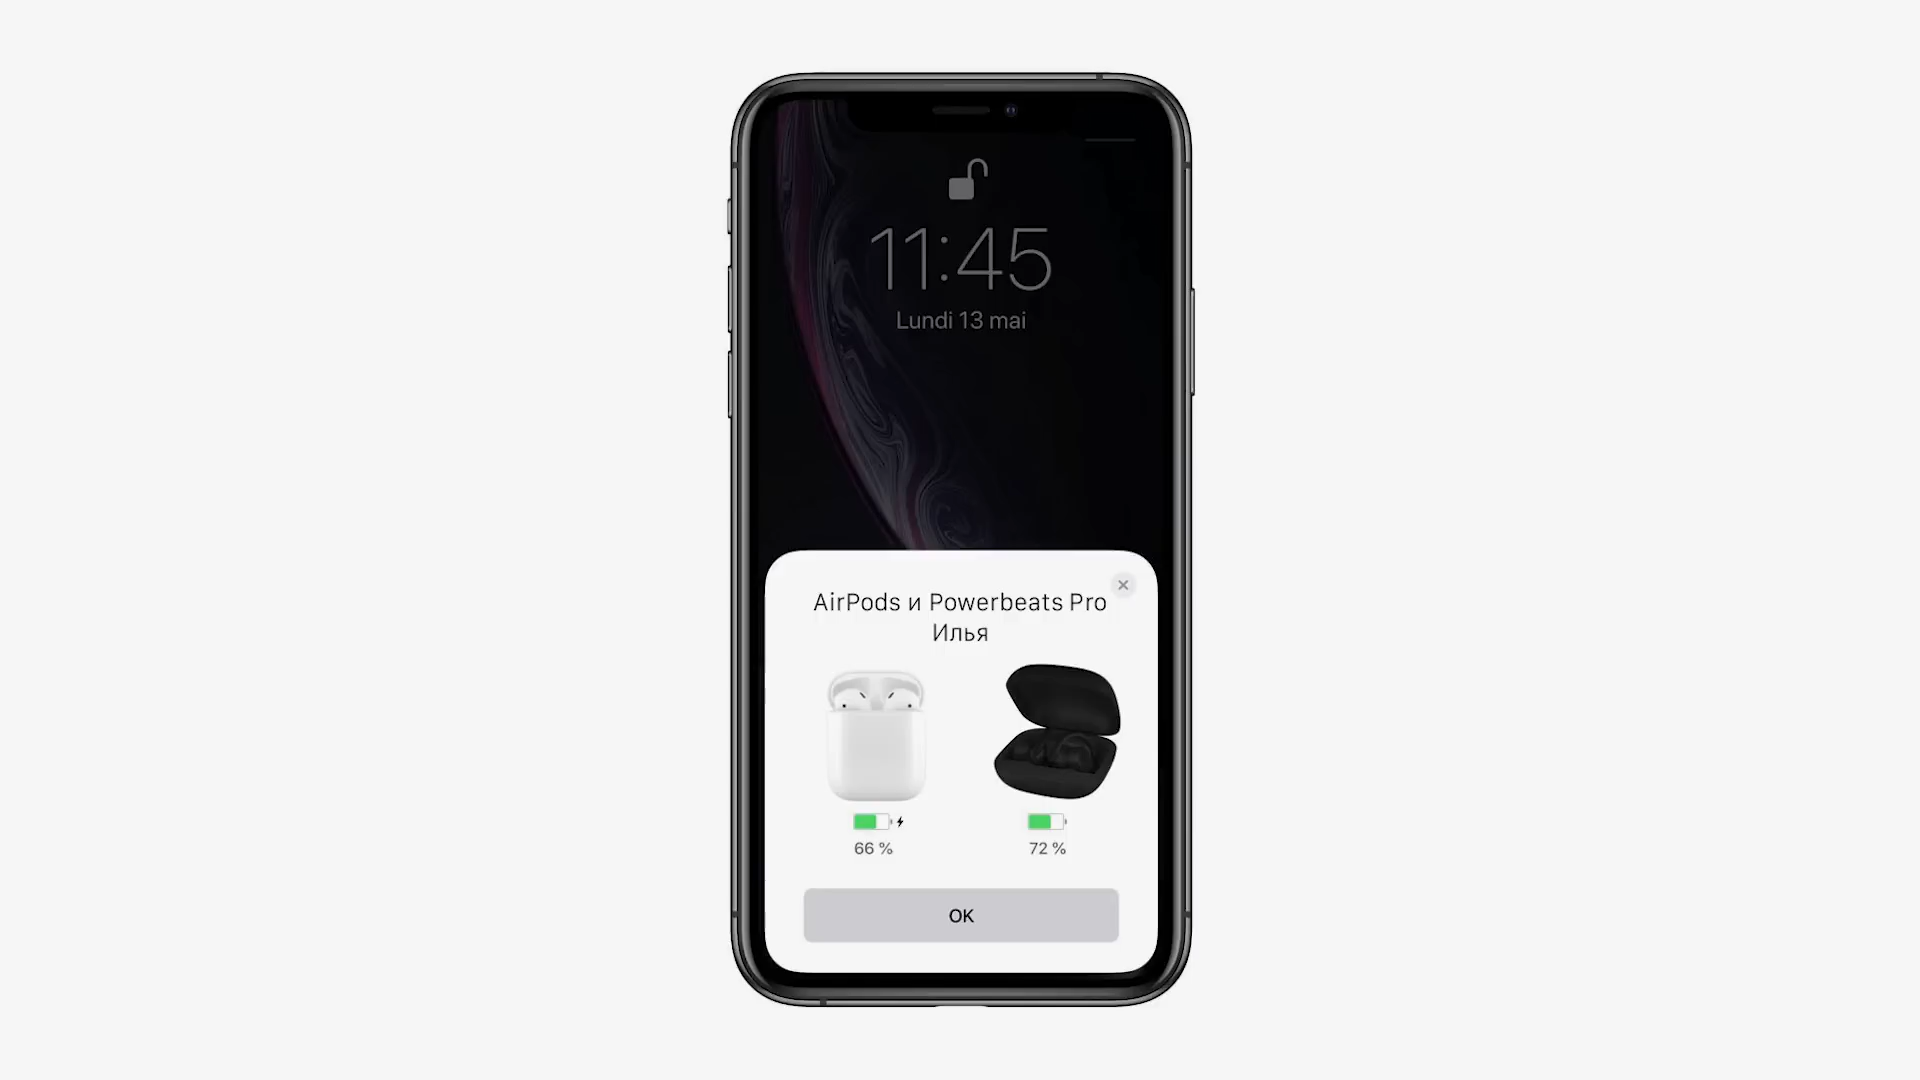 11:45
Lundi 13 mai
AirPods и Powerbeats Pro
Илья
66 %
72 %
OK